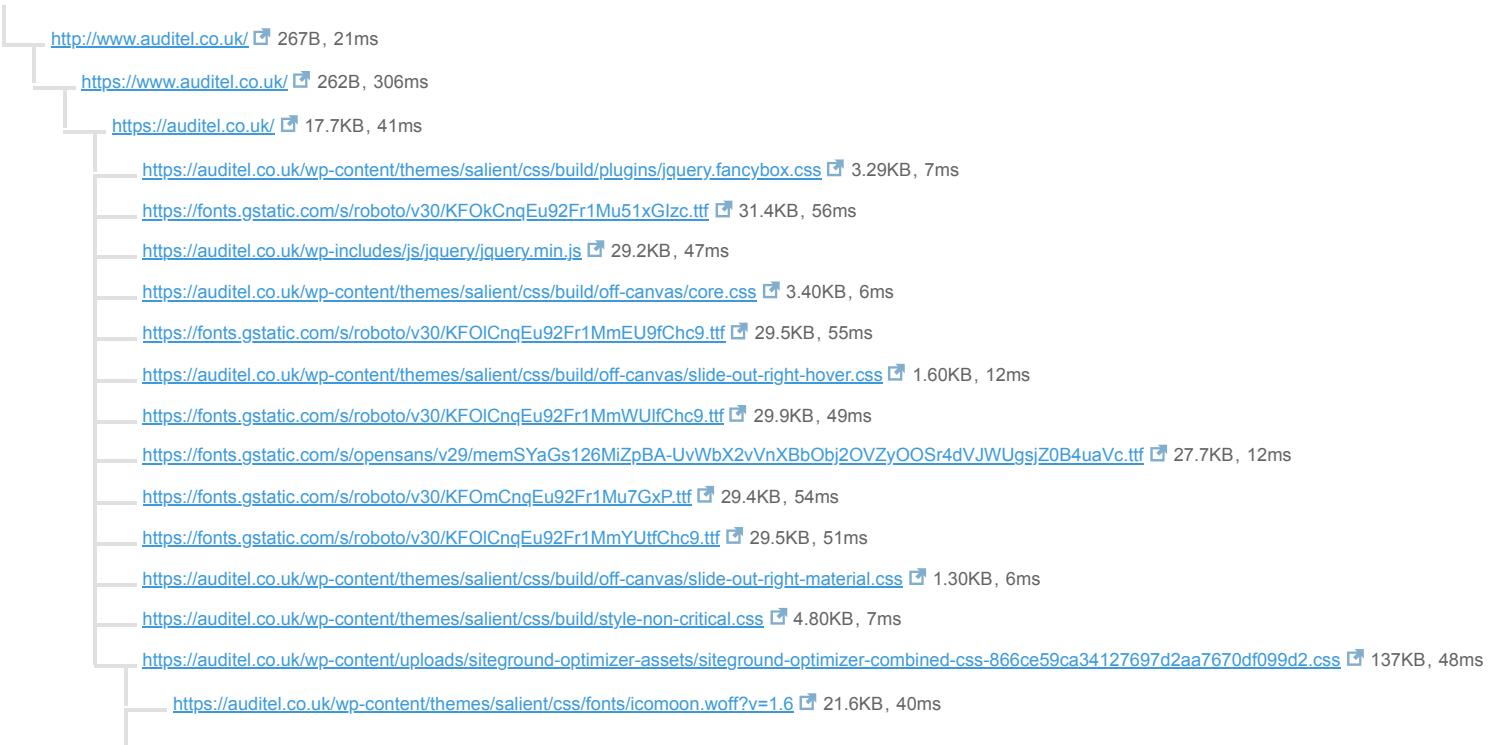 http://www.auditel.co.uk/ 267B, 21ms
https://www.auditel.co.uk/ 262B, 306ms
https://auditel.co.uk/ 17.7KB, 41ms
https://auditel.co.uk/wp-content/themes/salient/css/build/plugins/jquery.fancybox.css 3.29KB, 7ms
https://fonts.gstatic.com/s/roboto/v30/KFOkCnqEu92Fr1Mu51xGIzc.ttf 31.4KB, 56ms
https://auditel.co.uk/wp-includes/js/jquery/jquery.min.js 29.2KB, 47ms
https://auditel.co.uk/wp-content/themes/salient/css/build/off-canvas/core.css 3.40KB, 6ms
https://fonts.gstatic.com/s/roboto/v30/KFOlCnqEu92Fr1MmEU9fChc9.ttf 29.5KB, 55ms
https://auditel.co.uk/wp-content/themes/salient/css/build/off-canvas/slide-out-right-hover.css 1.60KB, 12ms
https://fonts.gstatic.com/s/roboto/v30/KFOlCnqEu92Fr1MmWUlfChc9.ttf 29.9KB, 49ms
https://fonts.gstatic.com/s/opensans/v29/memSYaGs126MiZpBA-UvWbX2vVnXBbObj2OVZyOOSr4dVJWUgsjZ0B4uaVc.ttf 27.7KB, 12ms
https://fonts.gstatic.com/s/roboto/v30/KFOmCnqEu92Fr1Mu7GxP.ttf 29.4KB, 54ms
https://fonts.gstatic.com/s/roboto/v30/KFOlCnqEu92Fr1MmYUtfChc9.ttf 29.5KB, 51ms
https://auditel.co.uk/wp-content/themes/salient/css/build/off-canvas/slide-out-right-material.css 1.30KB, 6ms
https://auditel.co.uk/wp-content/themes/salient/css/build/style-non-critical.css 4.80KB, 7ms
https://auditel.co.uk/wp-content/uploads/siteground-optimizer-assets/siteground-optimizer-combined-css-866ce59ca34127697d2aa7670df099d2.css 137KB, 48ms
https://auditel.co.uk/wp-content/themes/salient/css/fonts/icomoon.woff?v=1.6 21.6KB, 40ms